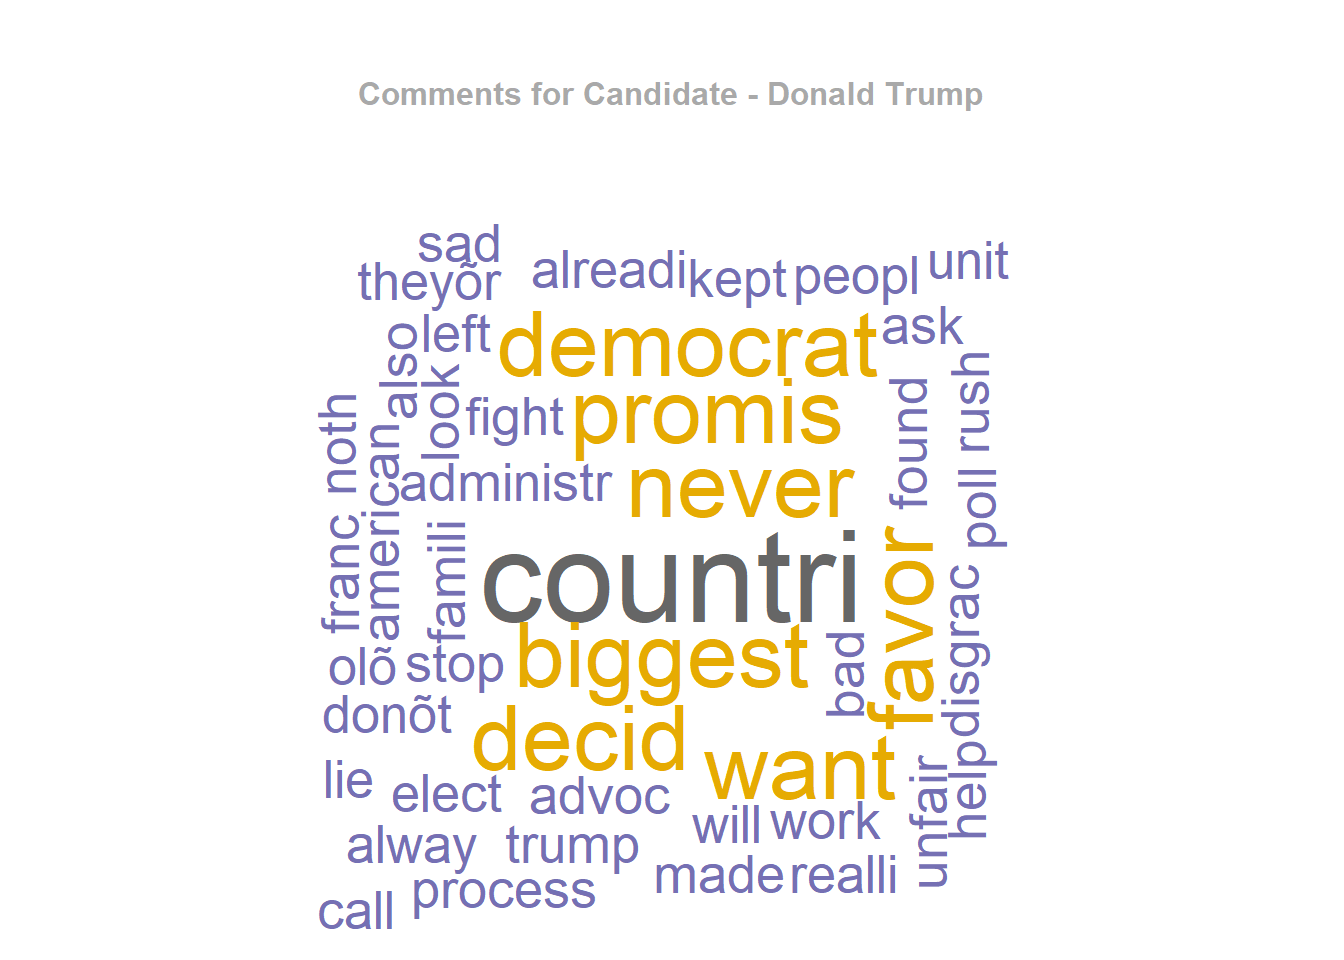 Comments for Candidate - Donald Trump
sad
theyõr
alreadi
kept
peopl
unit
also
left
democrat
ask
look
fight
promis
found
rush
noth
american
administr
never
poll
franc
famili
countri
favor
disgrac
olõ
stop
biggest
bad
donõt
decid
want
lie
elect
advoc
will
work
unfair
help
alway
trump
made
realli
process
call